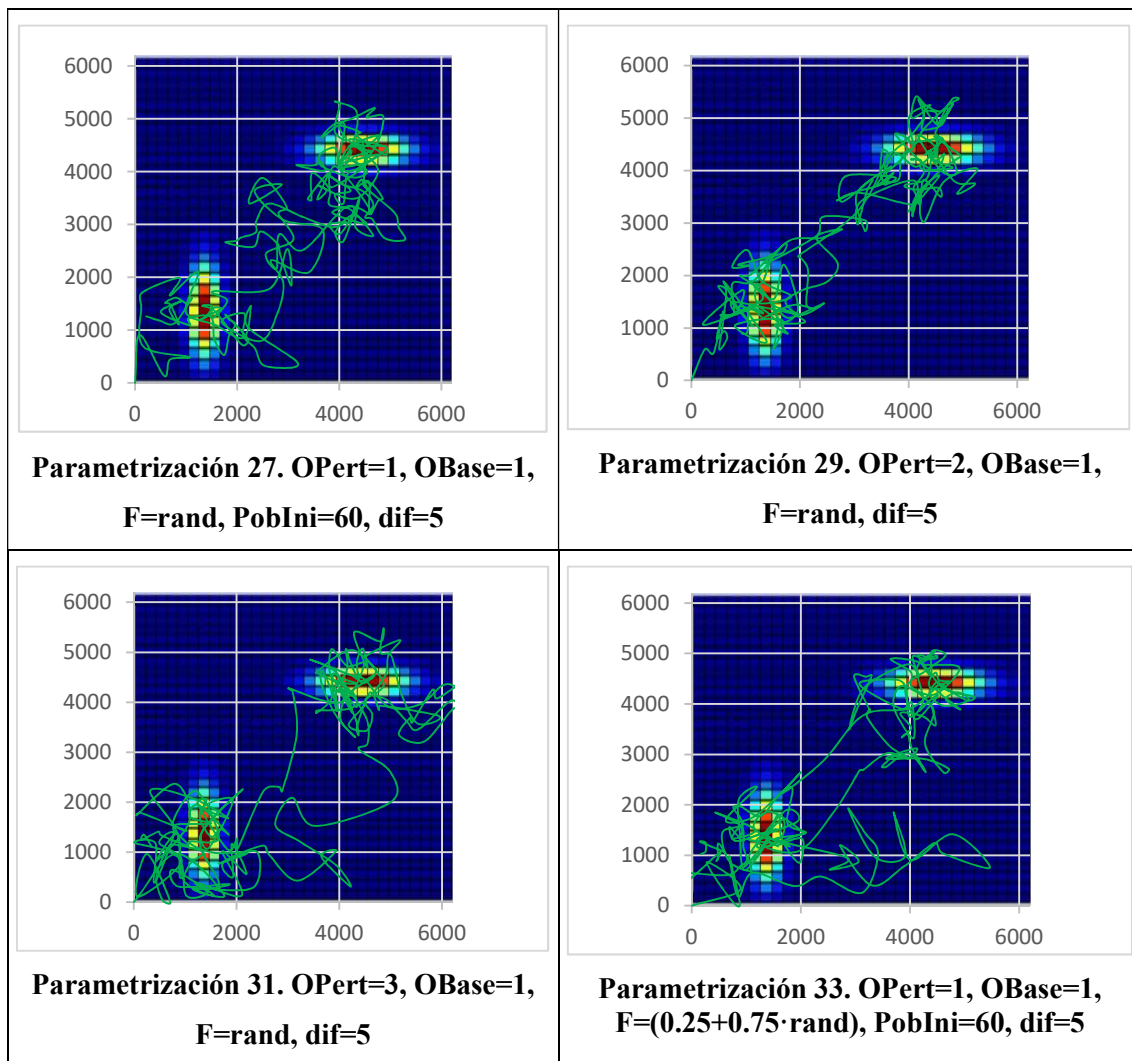 6000
5000
4000
3000
2000
1000
0
0 2000 4000 6000
Parametrización 27. OPert=1, OBase=1,
F=rand, PobIni=60, dif=5
6000
5000
4000
3000
2000
1000
0
0 2000 4000 6000
Parametrización 29. OPert=2, OBase=1,
F=rand, dif=5
6000
5000
4000
3000
2000
1000
0
0 2000 4000 6000
Parametrización 31. OPert=3, OBase=1,
F=rand, dif=5
6000
5000
4000
3000
2000
1000
0
0 2000 4000 6000
Parametrización 33. OPert=1, OBase=1,
F=(0.25+0.75·rand), PobIni=60, dif=5